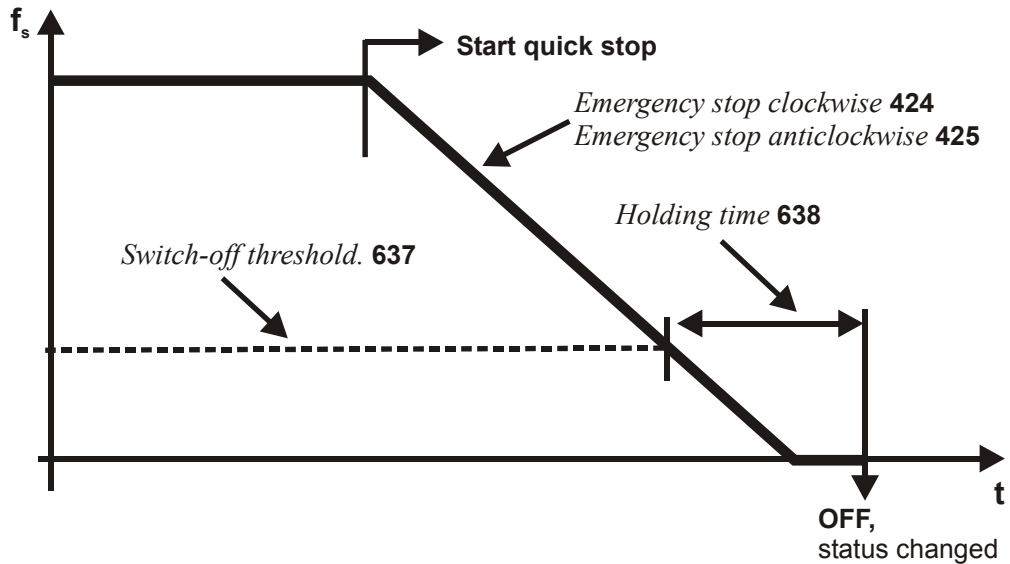 fs
Start quick stop
Emergency stop clockwise 424
Emergency stop anticlockwise 425
Holding time 638
Switch-off threshold. 637
t
OFF,
status changed